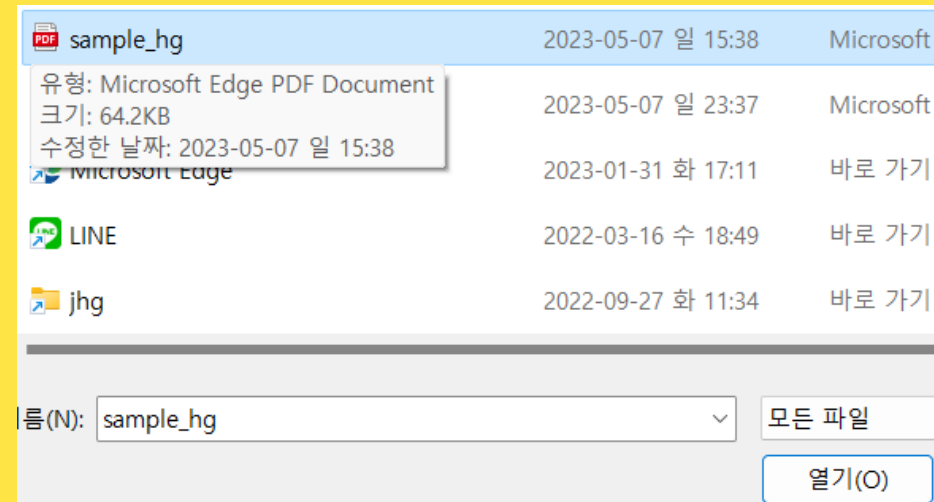 sample_hg 2023-05-07 일 15:38 Microsoft
유형: Microsoft Edge PDF Document
크기: 64.2KB
수정한 날짜: 2023-05-07 일 15:38
2023-05-07 일 23:37 Microsoft
Microsoft Edge 2023-01-31 화 17:11 바로 가기
LINE 2022-03-16 수 18:49 바로 가기
jhg 2022-09-27 화 11:34 바로 가기
름(N): sample_hg 모든 파일
열기(O)